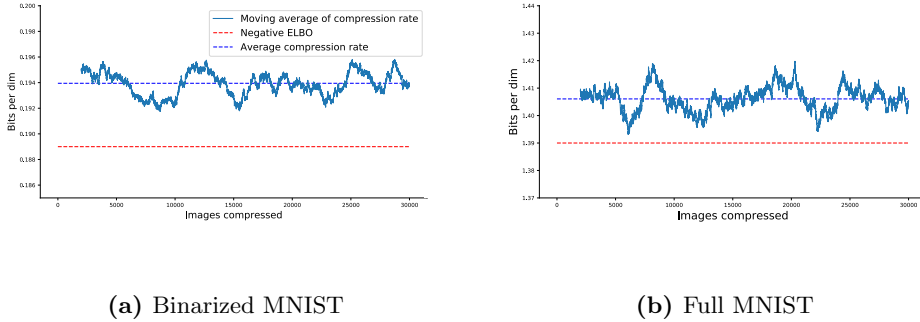 0.200
0.198
0.196
0.194
0.192
0.190
0.188
0.186
Bits per dim
0 5000 10000 15000 20000 25000 30000
Images compressed
Moving average of compression rate
Negative ELBO
Average compression rate
1.44
1.43
1.42
1.41
1.40
1.39
1.38
1.37
Bits per dim
0 5000 10000 15000 20000 25000 30000
Images compressed
(a) Binarized MNIST
(b) Full MNIST